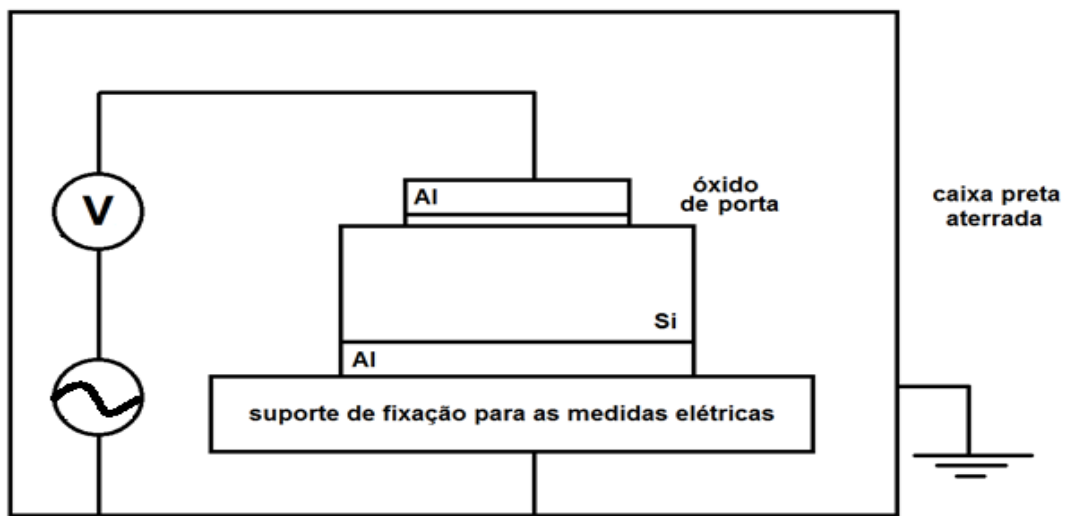 V
Al
óxido
de porta
caixa preta
aterrada
Si
Al
suporte de fixação para as medidas elétricas